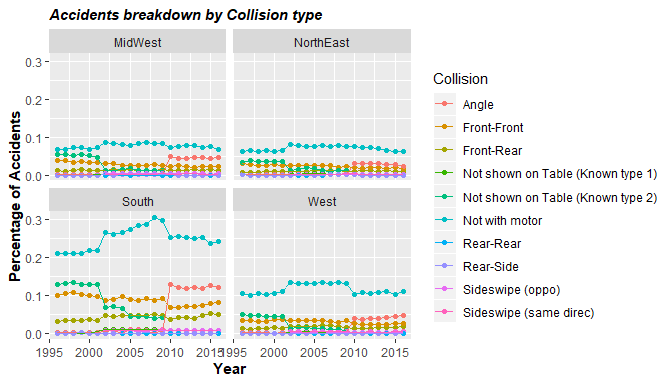 Accidents breakdown by Collision type
MidWest
NorthEast
0.3
0.2
0.1
0.0
South
West
0.3
0.2
0.1
0.0
1995 2000 2005 2010 2015 1995 2000 2005 2010 2015
Year
Percentage of Accidents
Collision
Angle
Front-Front
Front-Rear
Not shown on Table (Known type 1)
Not shown on Table (Known type 2)
Not with motor
Rear-Rear
Rear-Side
Sideswipe (oppo)
Sideswipe (same direc)